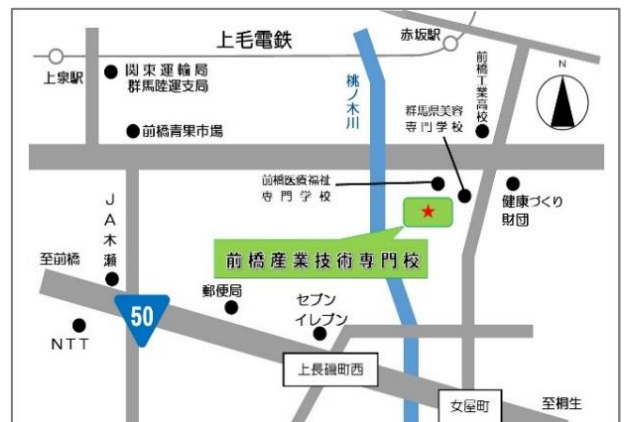 上毛電鉄
赤坂駅
上泉駅
関東運輸局
群馬陸運支局
桃ノ木川
前橋工業高校
N
群馬県美容
専門学校
前橋青果市場
前橋医療福祉
専門学校
健康づくり
財団
JA木瀬
前橋産業技術専門校
至前橋
50
郵便局
セブン
イレブン
NTT
上長磯町西
女屋町
至桐生